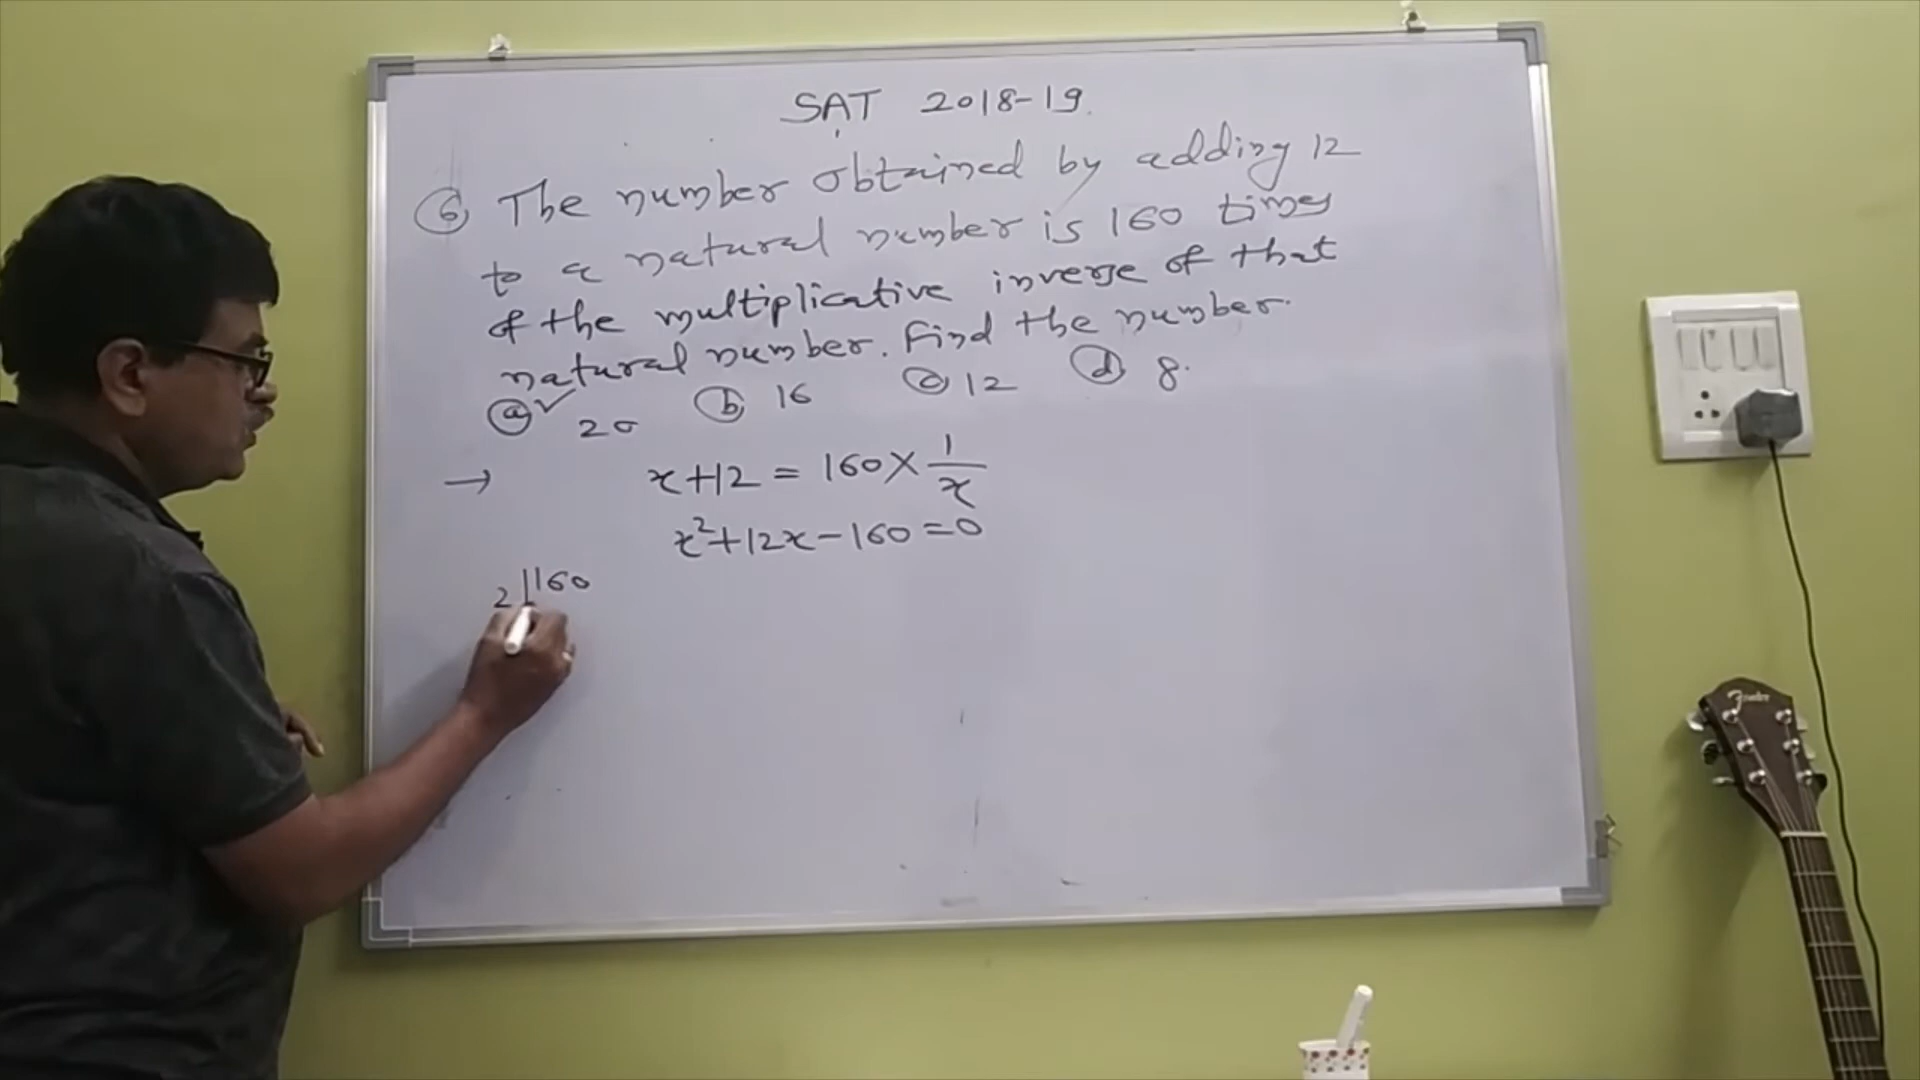 SAT 2018-19
⑥ The number obtained by adding 12
to a natural number is 160 times
of the multiplicative inverse of that
natural number. Find the number.
ⓐ✓ 20 ⓑ 16 ⓒ 12 ⓓ 8.
→ x+12 = 160 × 1/x
x²+12x-160=0
2 | 160
Fender